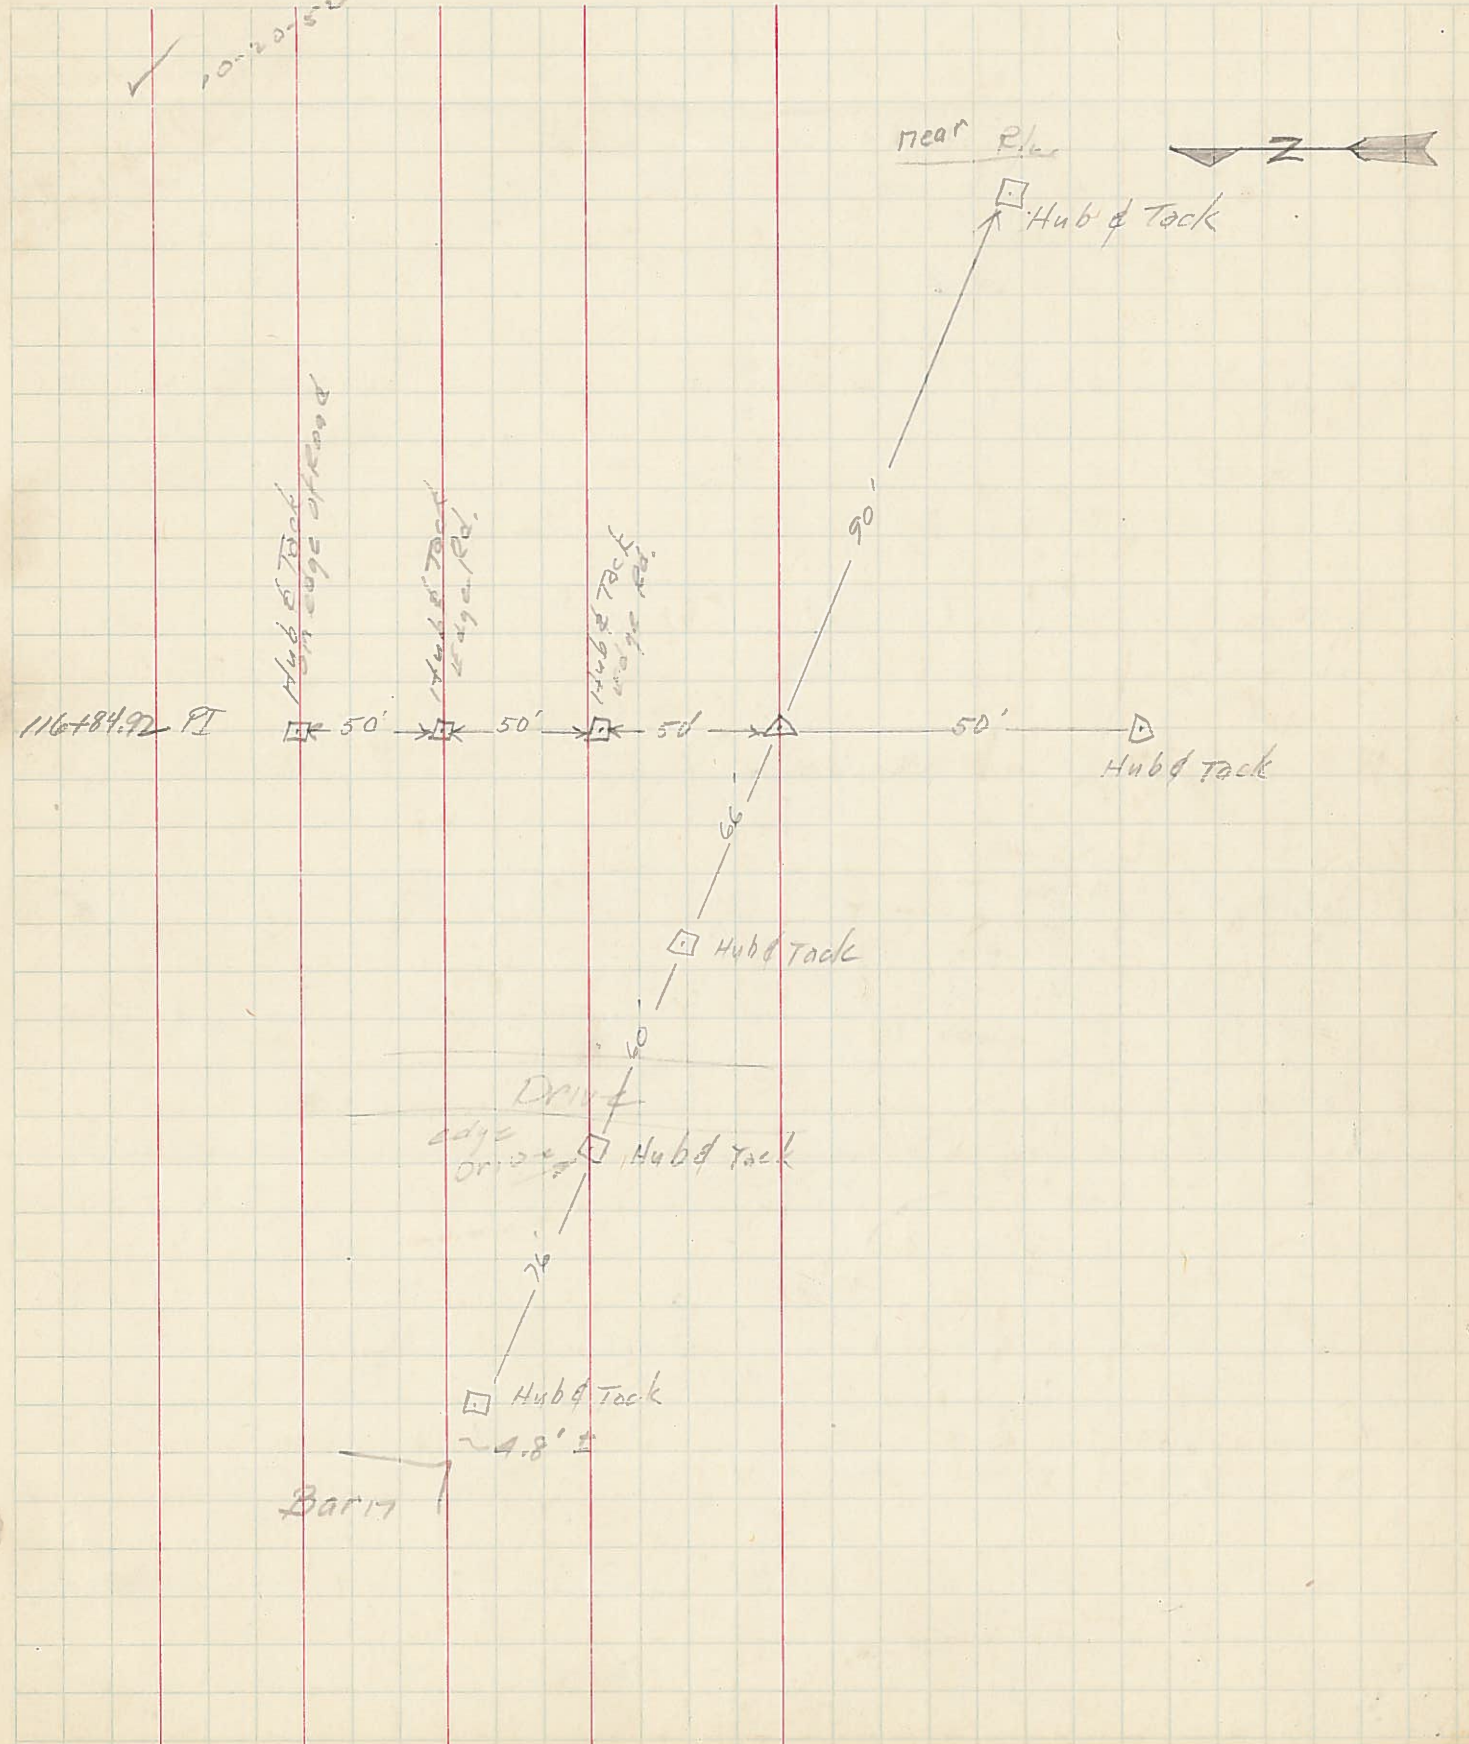 10-20-52
near
N
Hub & Tack
Hub & Tack
on edge of Road
Hub & Tack
Edge Rd.
Hub & Tack
edge Rd.
90'
116+84.92 PI
50'
50'
50'
50'
Hub & Tack
66'
Hub & Tack
60'
Drive
edge
Drive
Hub & Tack
76'
Hub & Tack
~4.8' ±
Barn